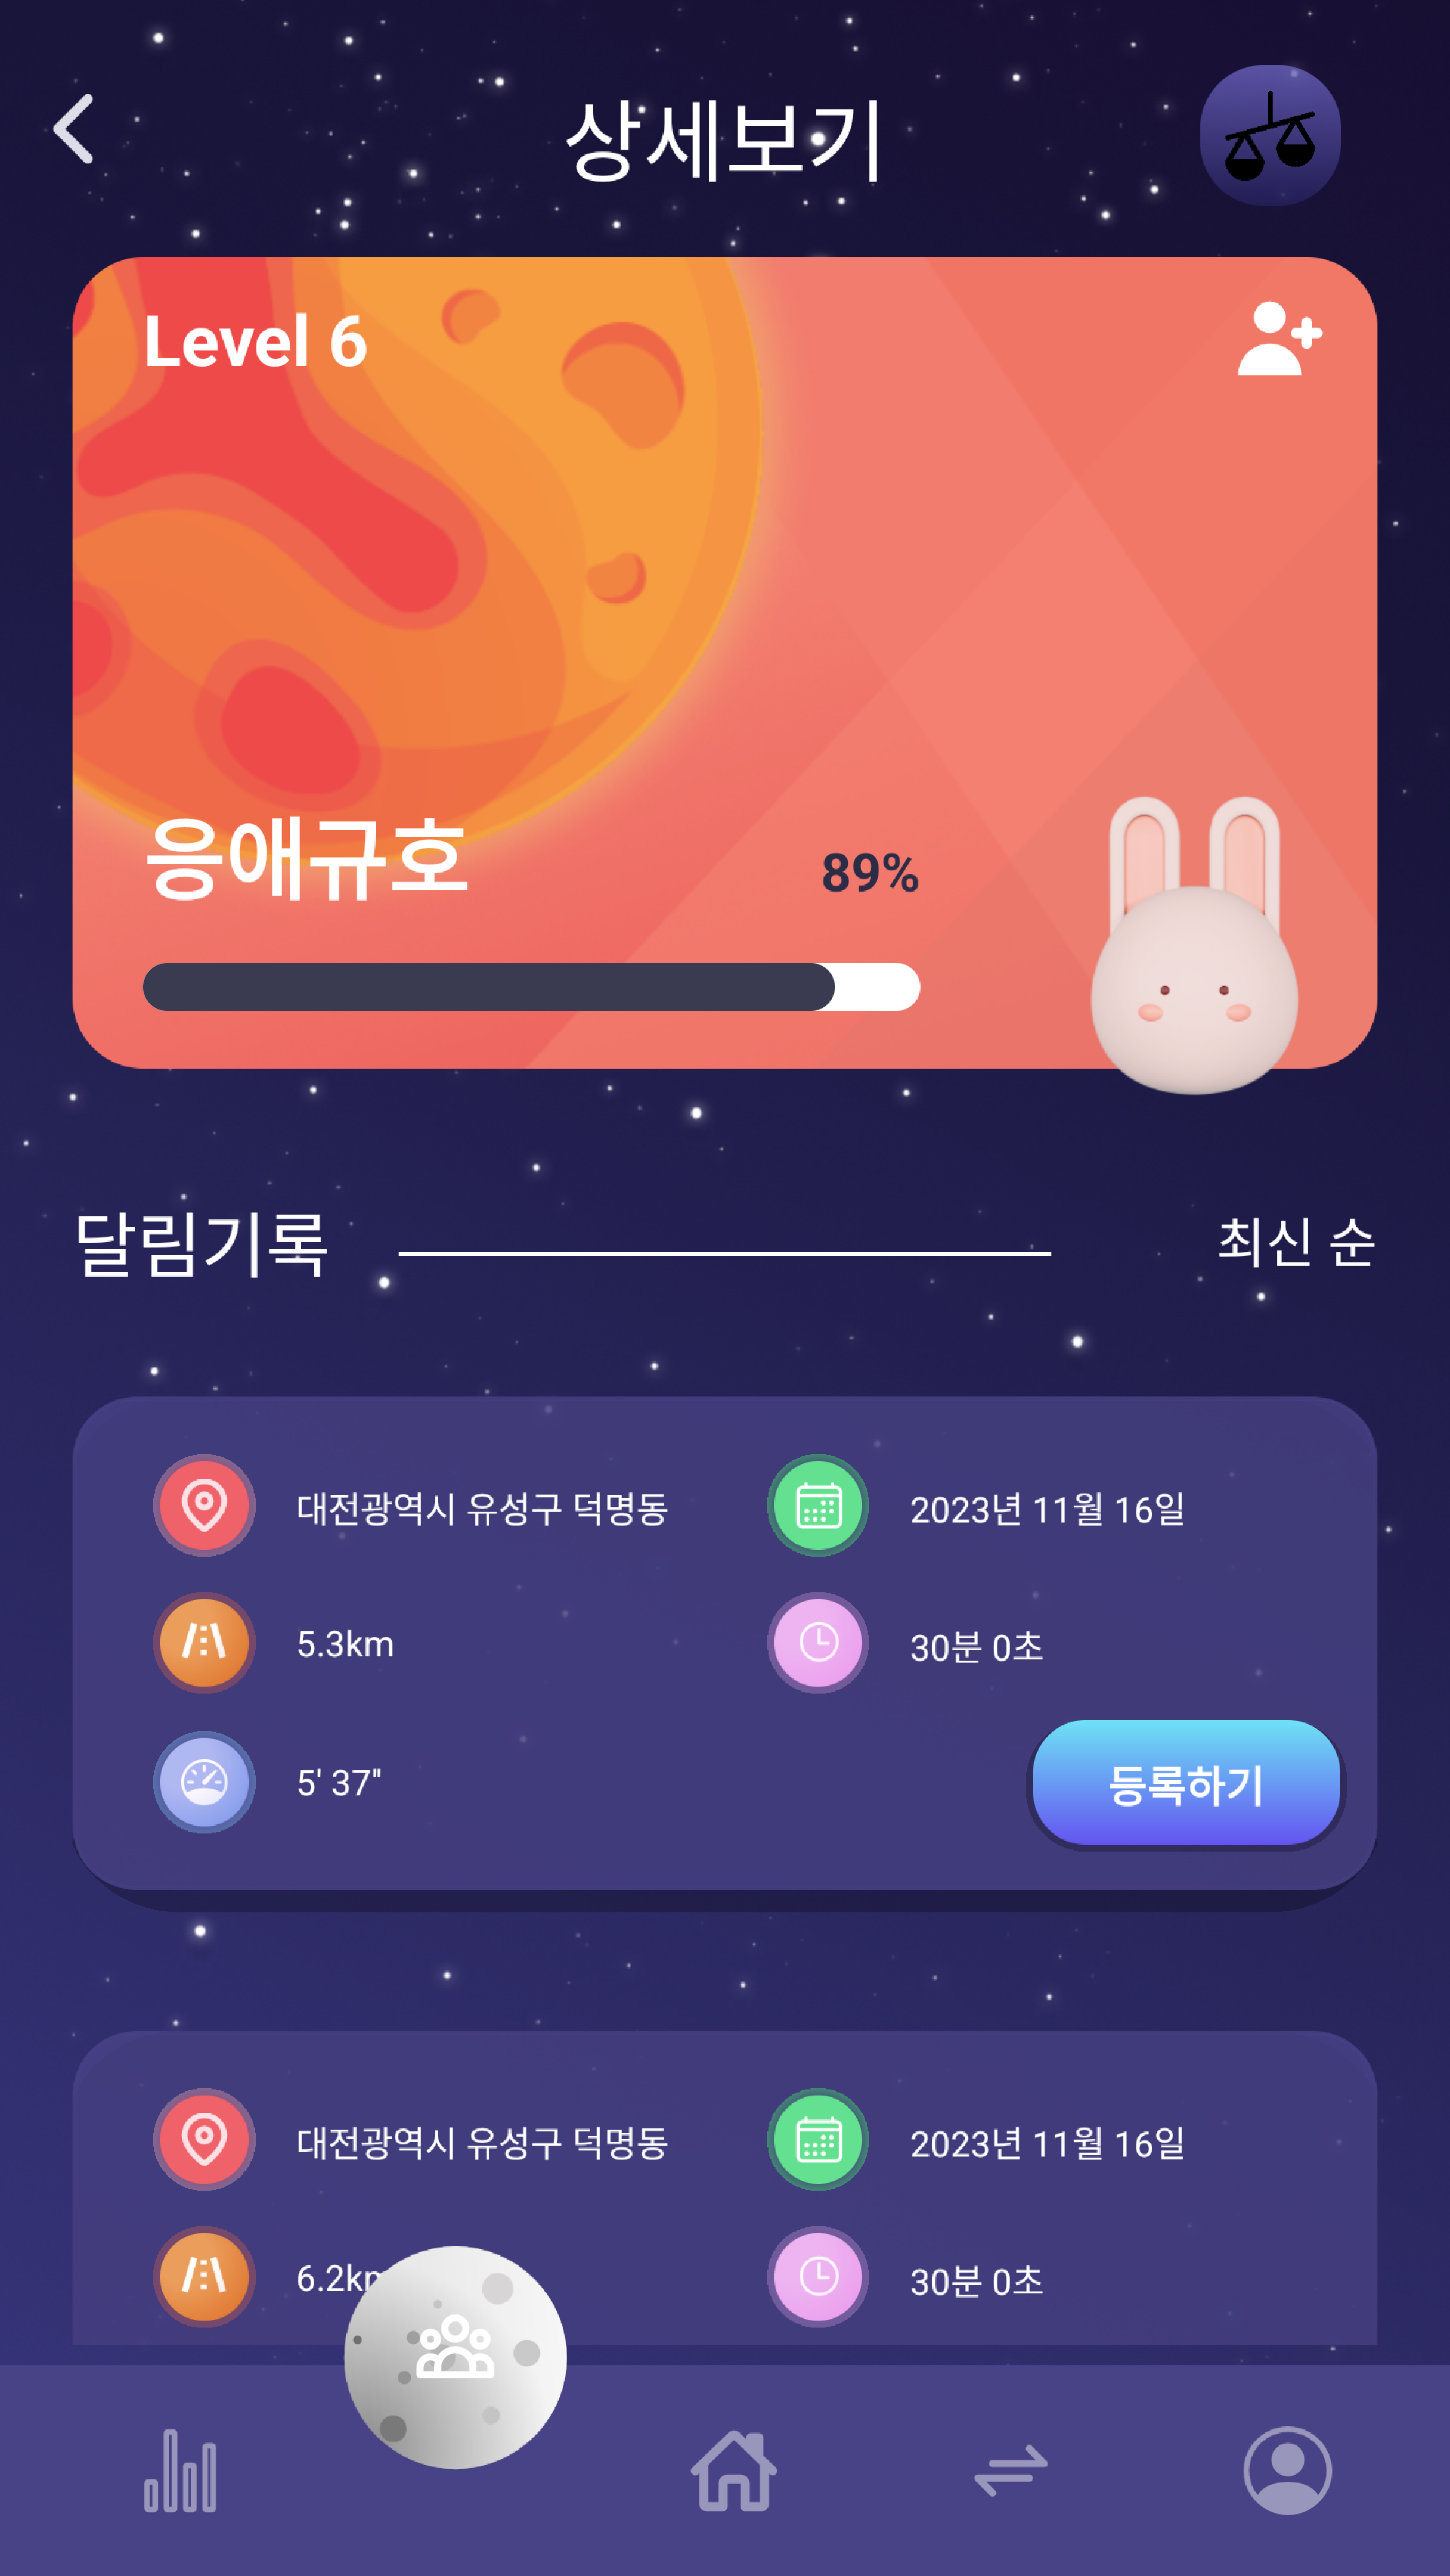 상세보기
Level 6
응애규호
89%
달림기록 최신 순
대전광역시 유성구 덕명동 2023년 11월 16일
5.3km 30분 0초
5' 37"
등록하기
대전광역시 유성구 덕명동 2023년 11월 16일
6.2km 30분 0초